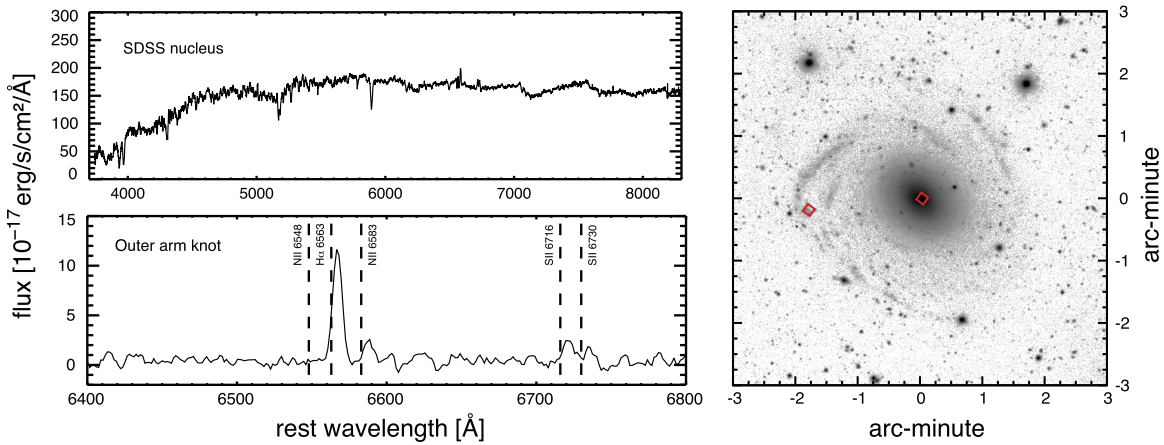 300
250
200
150
100
50
0
SDSS nucleus
4000 5000 6000 7000 8000
flux [10⁻¹⁷ erg/s/cm²/Å]
15
10
5
0
Outer arm knot
NII 6548
Hα 6563
NII 6583
SII 6716
SII 6730
6400 6500 6600 6700 6800
rest wavelength [Å]
3
2
1
0
-1
-2
-3
arc-minute
-3 -2 -1 0 1 2 3
arc-minute